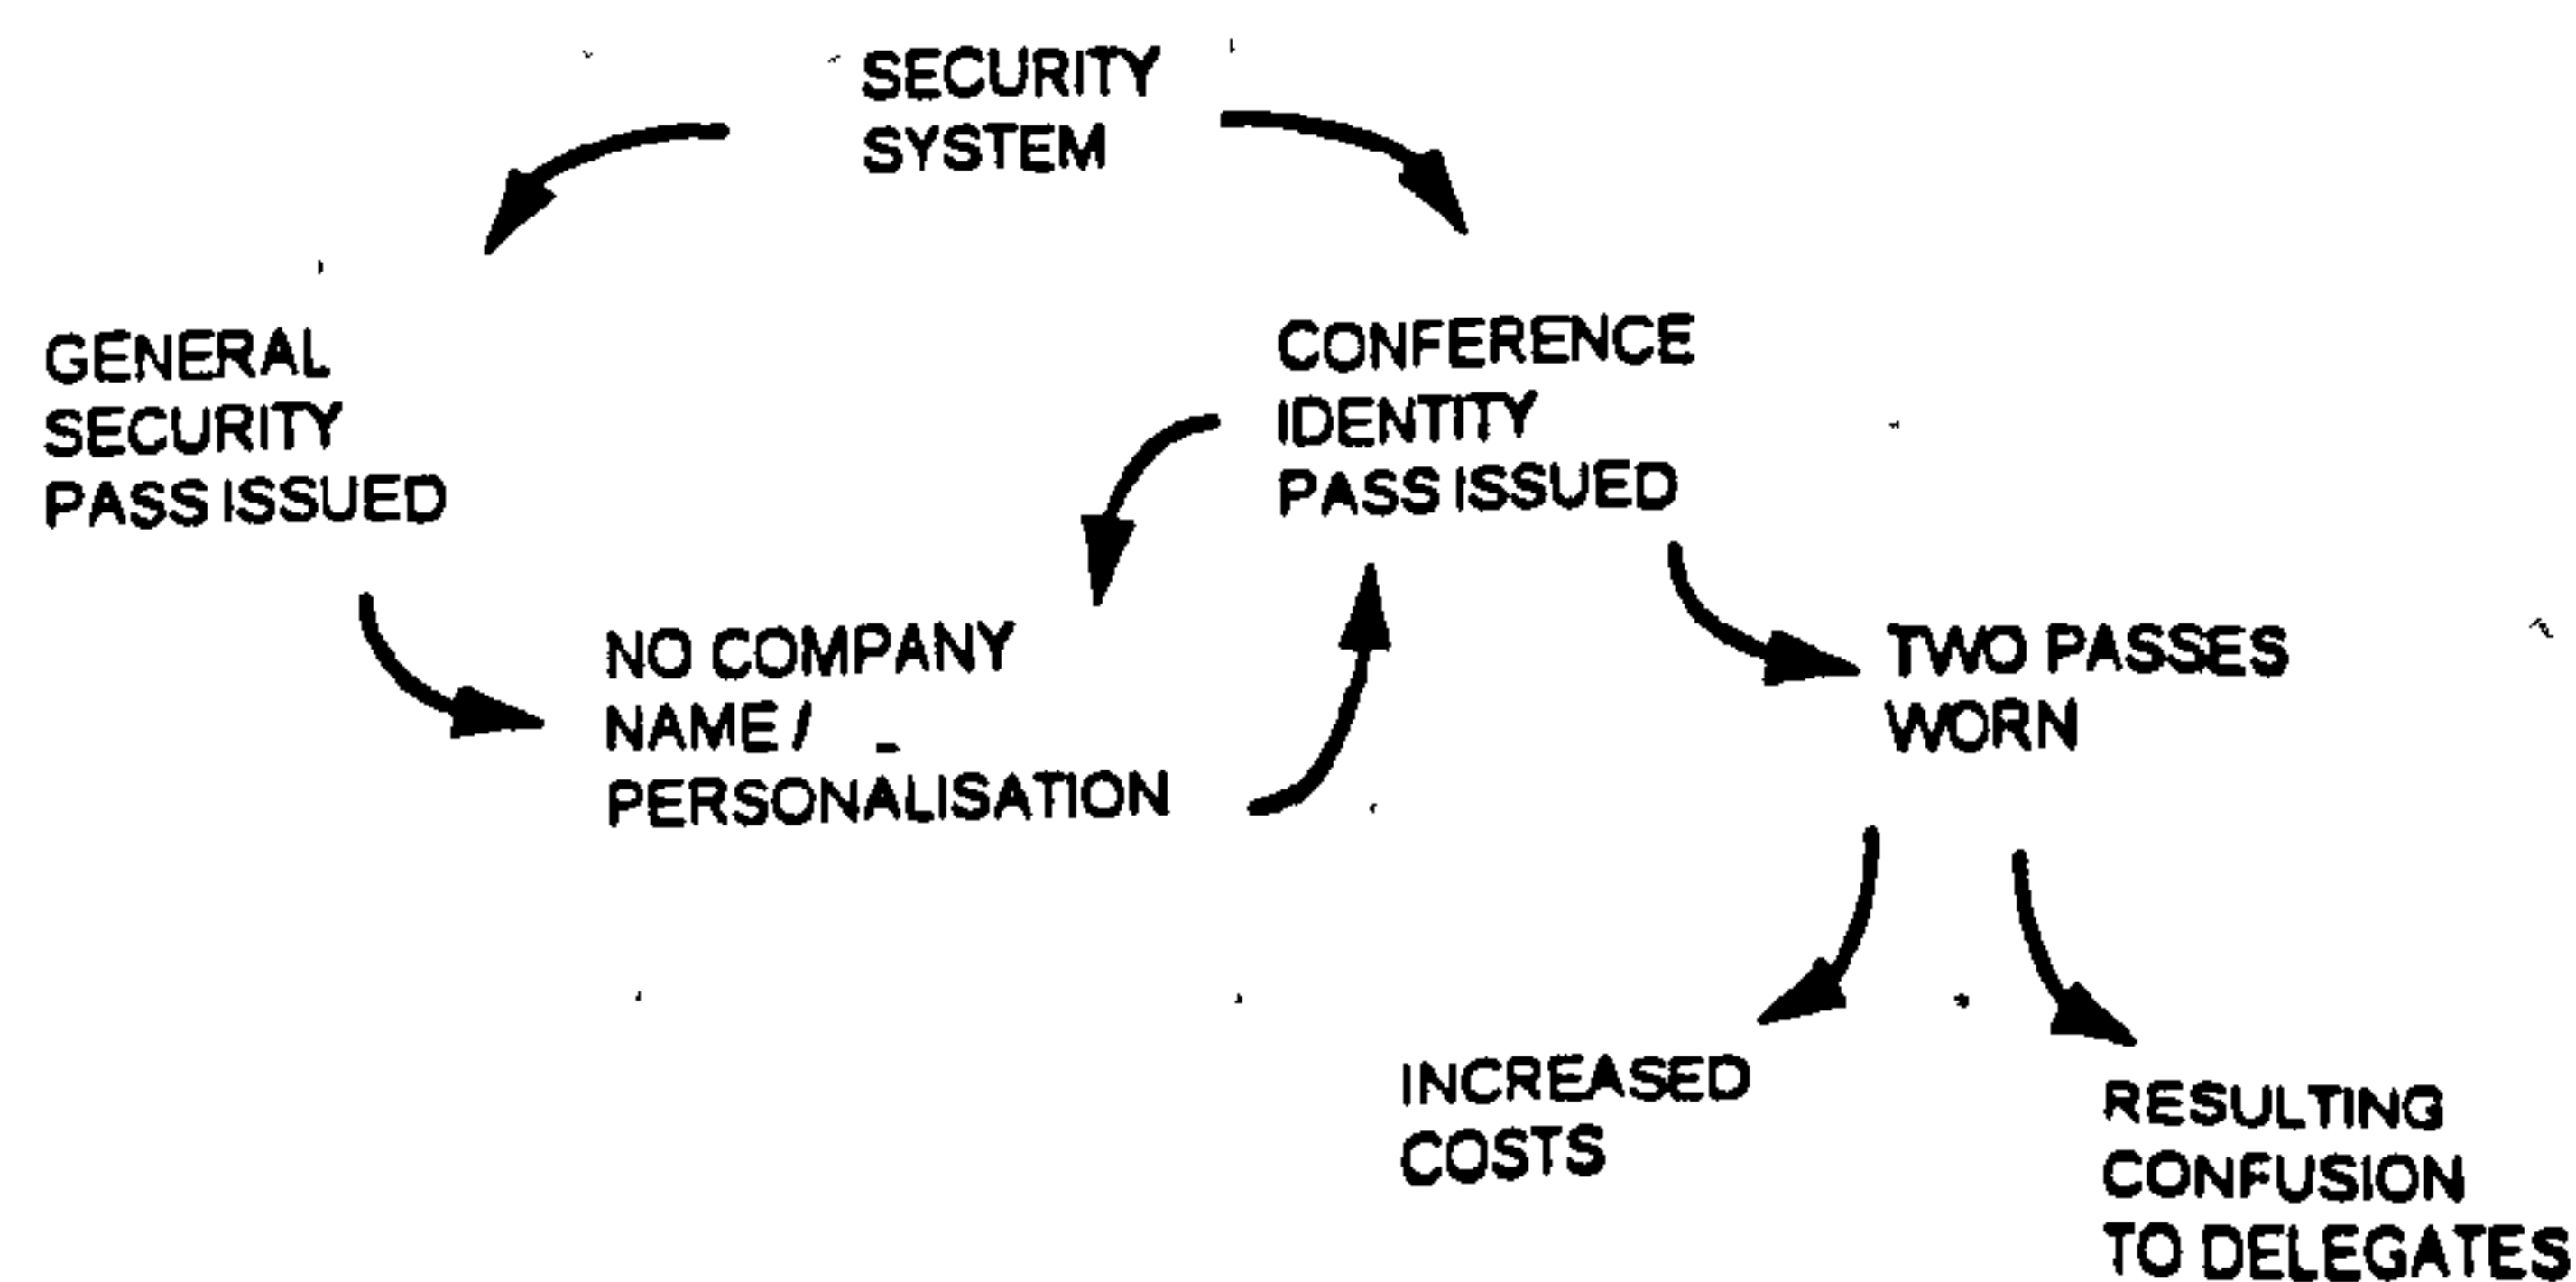 SECURITY
SYSTEM
GENERAL
SECURITY
PASS ISSUED
CONFERENCE
IDENTITY
PASS ISSUED
NO COMPANY
NAME /
PERSONALISATION
TWO PASSES
WORN
INCREASED
COSTS
RESULTING
CONFUSION
TO DELEGATES